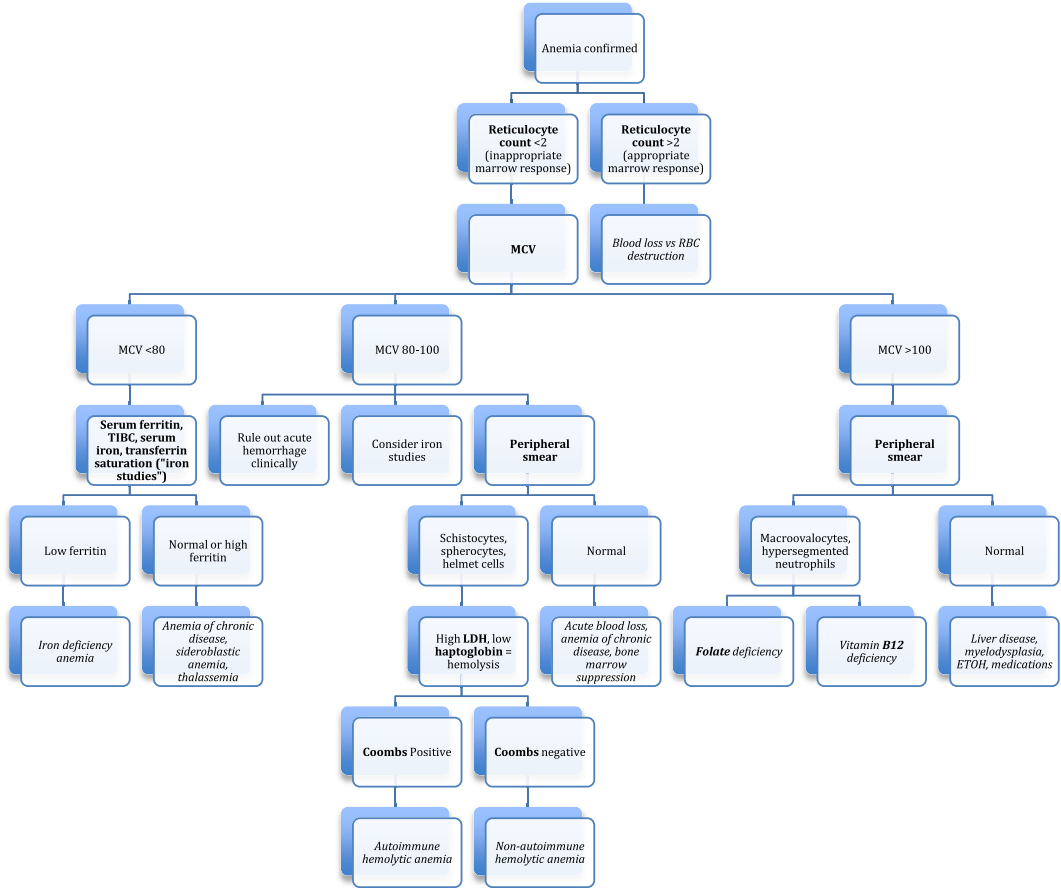 Anemia confirmed
Reticulocyte
count <2
(inappropriate
marrow response)
Reticulocyte
count >2
(appropriate
marrow response)
MCV
Blood loss vs RBC
destruction
MCV <80
MCV 80-100
MCV >100
Serum ferritin,
TIBC, serum
iron, transferrin
saturation ("iron
studies")
Rule out acute
hemorrhage
clinically
Consider iron
studies
Peripheral
smear
Peripheral
smear
Low ferritin
Normal or high
ferritin
Schistocytes,
spherocytes,
helmet cells
Normal
Macroovalocytes,
hypersegmented
neutrophils
Normal
Iron deficiency
anemia
Anemia of chronic
disease,
sideroblastic
anemia,
thalassemia
High LDH, low
haptoglobin =
hemolysis
Acute blood loss,
anemia of chronic
disease, bone
marrow
suppression
Folate deficiency
Vitamin B12
deficiency
Liver disease,
myelodysplasia,
ETOH, medications
Coombs Positive
Coombs negative
Autoimmune
hemolytic anemia
Non-autoimmune
hemolytic anemia